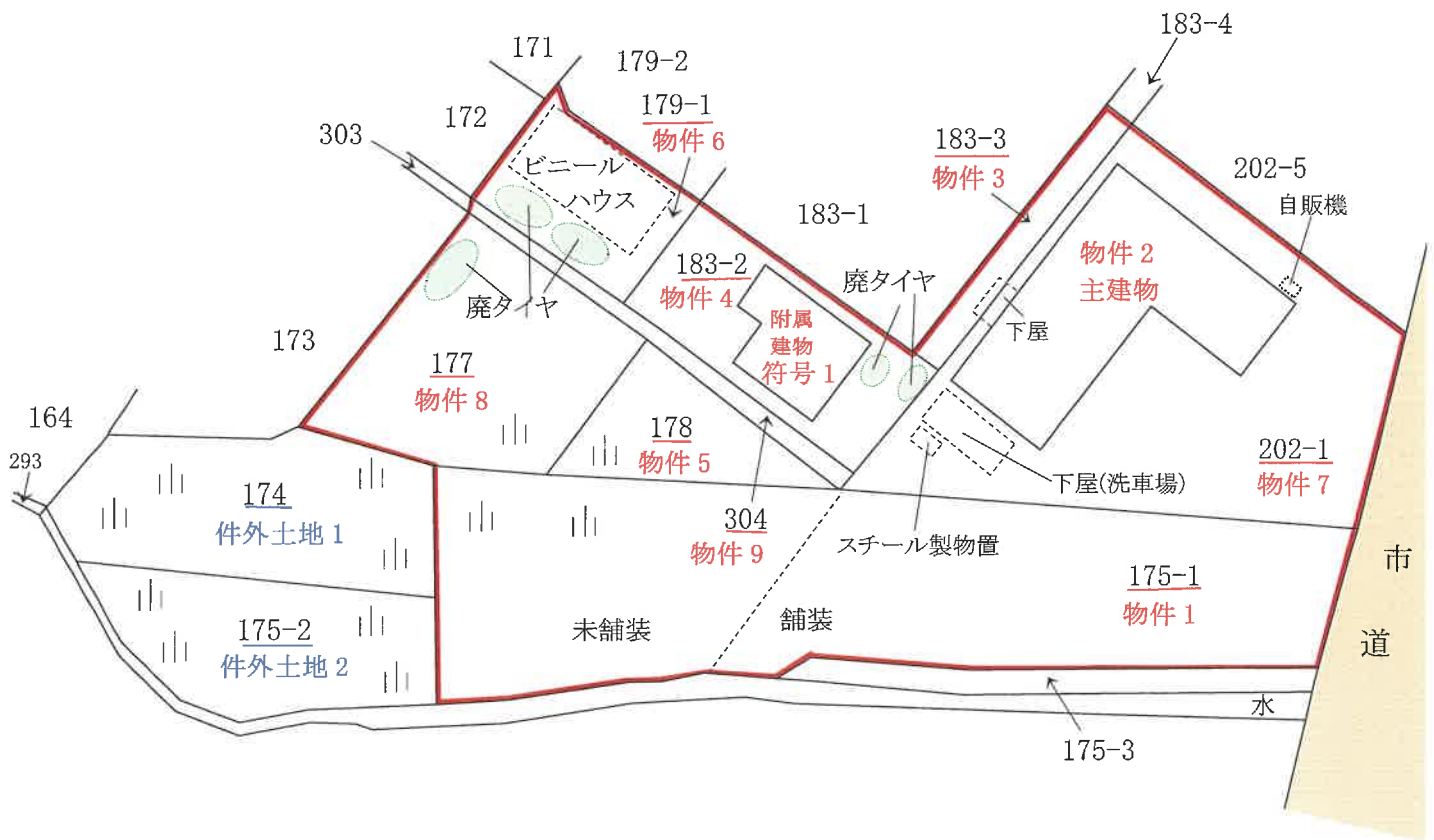 183-4
171
179-2
172
179-1
物件6
303
183-3
物件3
202-5
自販機
ビニール
ハウス
183-1
183-2
物件4
物件2
主建物
廃タイヤ
廃タイヤ
下屋
附属
建物
符号1
173
177
物件8
164
178
物件5
202-1
物件7
293
下屋(洗車場)
174
件外土地1
304
物件9
スチール製物置
175-1
物件1
市
道
175-2
件外土地2
未舗装
舗装
水
175-3